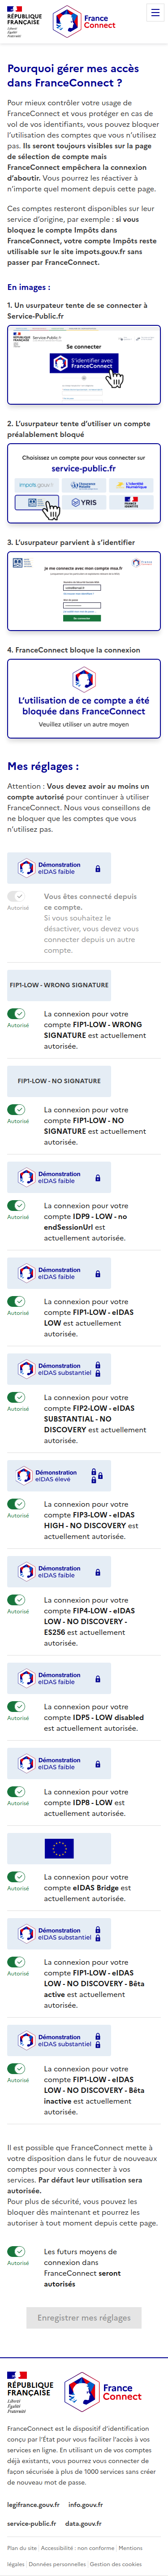 RÉPUBLIQUE
FRANÇAISE
Liberté
Égalité
Fraternité
France
Connect
Pourquoi gérer mes accès
dans FranceConnect ?
Pour mieux contrôler votre usage de
FranceConnect et vous protéger en cas de
vol de vos identifiants, vous pouvez bloquer
l’utilisation des comptes que vous n’utilisez
pas. Ils seront toujours visibles sur la page
de sélection de compte mais
FranceConnect empêchera la connexion
d’aboutir. Vous pourrez les réactiver à
n’importe quel moment depuis cette page.
Ces comptes resteront disponibles sur leur
service d’origine, par exemple : si vous
bloquez le compte Impôts dans
FranceConnect, votre compte Impôts reste
utilisable sur le site impots.gouv.fr sans
passer par FranceConnect.
En images :
1. Un usurpateur tente de se connecter à
Service-Public.fr
Service-Public.fr
Se connecter
S’identifier avec
FranceConnect
2. L’usurpateur tente d’utiliser un compte
préalablement bloqué
Choisissez un compte pour vous connecter sur
service-public.fr
impots.gouv.fr
l’Assurance Maladie
L’Identité Numérique
YRIS
FRANCE IDENTITÉ
3. L’usurpateur parvient à s’identifier
Je me connecte avec mon compte msa.fr
Se connecter
4. FranceConnect bloque la connexion
L’utilisation de ce compte a été
bloquée dans FranceConnect
Veuillez utiliser un autre moyen
Mes réglages :
Attention : Vous devez avoir au moins un
compte autorisé pour continuer à utiliser
FranceConnect. Nous vous conseillons de
ne bloquer que les comptes que vous
n’utilisez pas.
Démonstration
eIDAS faible
Autorisé
Vous êtes connecté depuis
ce compte.
Si vous souhaitez le
désactiver, vous devez vous
connecter depuis un autre
compte.
FIP1-LOW - WRONG SIGNATURE
Autorisé
La connexion par votre
compte FIP1-LOW - WRONG
SIGNATURE est actuellement
autorisée.
FIP1-LOW - NO SIGNATURE
Autorisé
La connexion par votre
compte FIP1-LOW - NO
SIGNATURE est actuellement
autorisée.
Démonstration
eIDAS faible
Autorisé
La connexion par votre
compte IDP9 - LOW - no
endSessionUrl est
actuellement autorisée.
Démonstration
eIDAS faible
Autorisé
La connexion par votre
compte FIP1-LOW - eIDAS
LOW est actuellement
autorisée.
Démonstration
eIDAS substantiel
Autorisé
La connexion par votre
compte FIP2-LOW - eIDAS
SUBSTANTIAL - NO
DISCOVERY est actuellement
autorisée.
Démonstration
eIDAS élevé
Autorisé
La connexion par votre
compte FIP3-LOW - eIDAS
HIGH - NO DISCOVERY est
actuellement autorisée.
Démonstration
eIDAS faible
Autorisé
La connexion par votre
compte FIP4-LOW - eIDAS
LOW - NO DISCOVERY -
ES256 est actuellement
autorisée.
Démonstration
eIDAS faible
Autorisé
La connexion par votre
compte IDP5 - LOW disabled
est actuellement autorisée.
Démonstration
eIDAS faible
Autorisé
La connexion par votre
compte IDP8 - LOW est
actuellement autorisée.
Autorisé
La connexion par votre
compte eIDAS Bridge est
actuellement autorisée.
Démonstration
eIDAS substantiel
Autorisé
La connexion par votre
compte FIP1-LOW - eIDAS
LOW - NO DISCOVERY - Bêta
active est actuellement
autorisée.
Démonstration
eIDAS substantiel
Autorisé
La connexion par votre
compte FIP1-LOW - eIDAS
LOW - NO DISCOVERY - Bêta
inactive est actuellement
autorisée.
Il est possible que FranceConnect mette à
votre disposition dans le futur de nouveaux
comptes pour vous connecter à vos
services. Par défaut leur utilisation sera
autorisée.
Pour plus de sécurité, vous pouvez les
bloquer dès maintenant et pourrez les
autoriser à tout moment depuis cette page.
Autorisé
Les futurs moyens de
connexion dans
FranceConnect seront
autorisés
Enregistrer mes réglages
RÉPUBLIQUE
FRANÇAISE
Liberté
Égalité
Fraternité
France
Connect
FranceConnect est le dispositif d’identification
conçu par l’État pour vous faciliter l’accès à vos
services en ligne. En utilisant un de vos comptes
déjà existants, vous pourrez vous connecter de
façon sécurisée à plus de 1000 services sans créer
de nouveau mot de passe.
legifrance.gouv.fr info.gouv.fr
service-public.fr data.gouv.fr
Plan du site Accessibilité : non conforme Mentions
légales Données personnelles Gestion des cookies